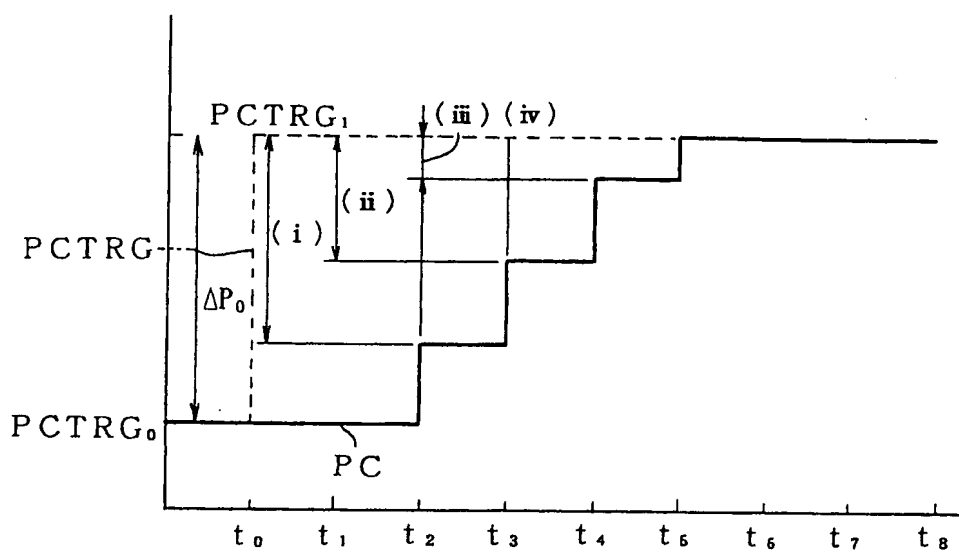 PCTRG₁
(iii) (iv)
(ii)
(i)
PCTRG
ΔP₀
PCTRG₀
PC
t₀ t₁ t₂ t₃ t₄ t₅ t₆ t₇ t₈